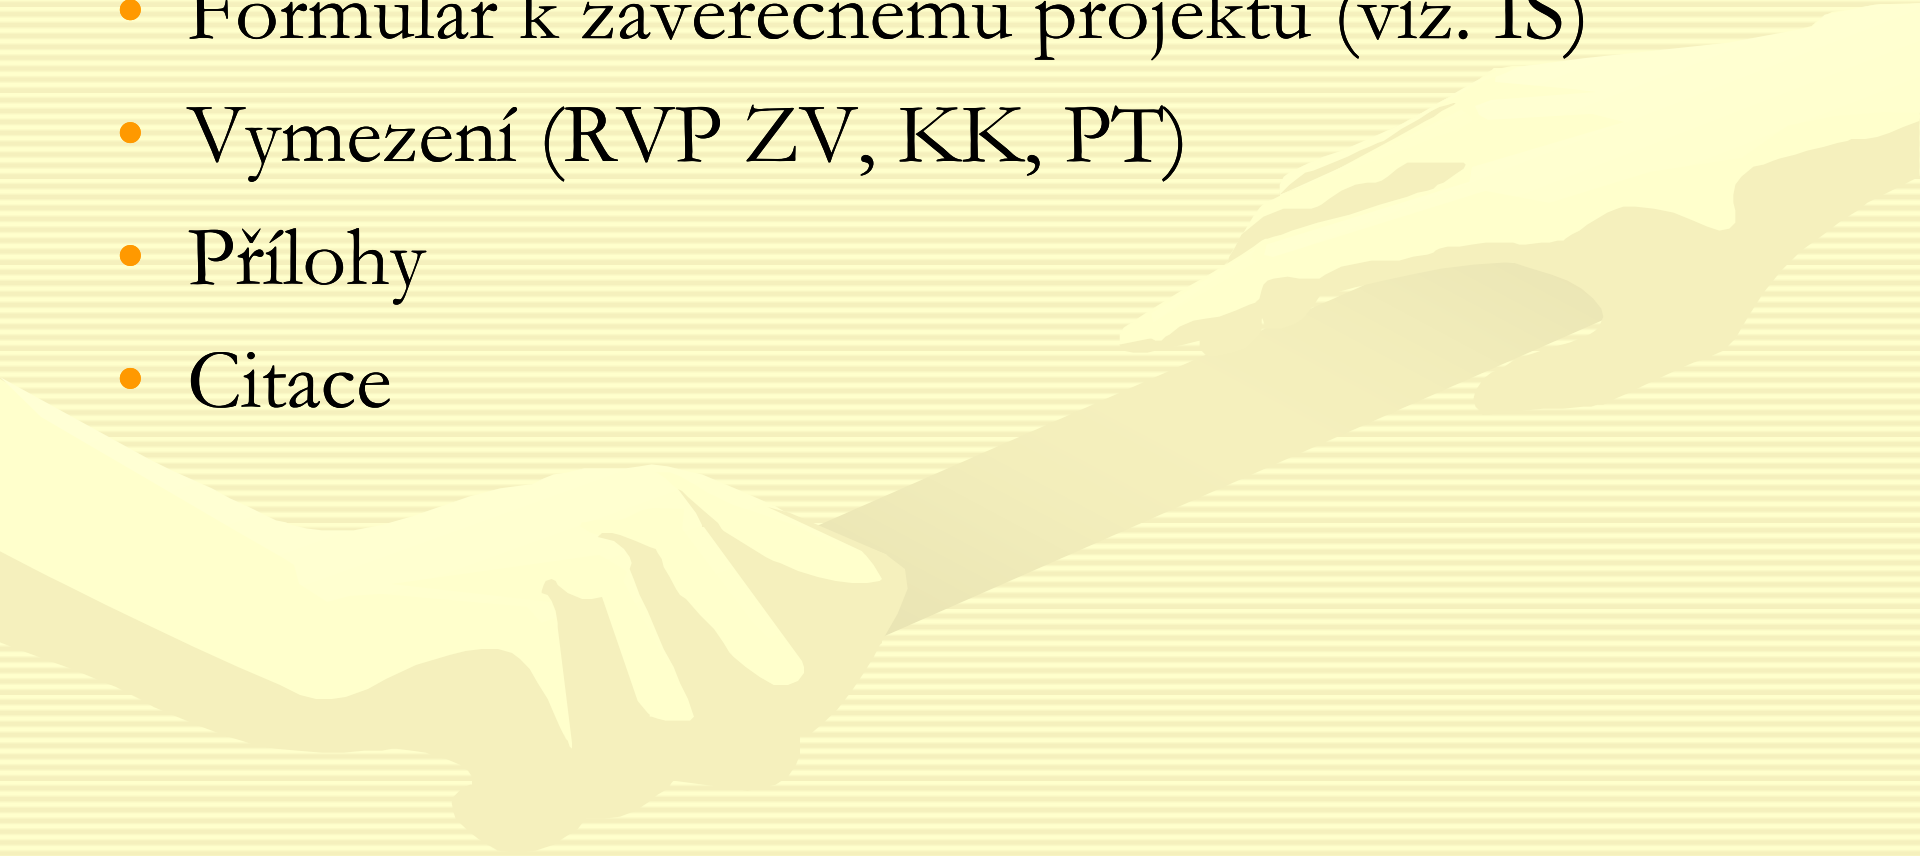 • Formulář k závěrečnému projektu (viz. IS)
• Vymezení (RVP ZV, KK, PT)
• Přílohy
• Citace